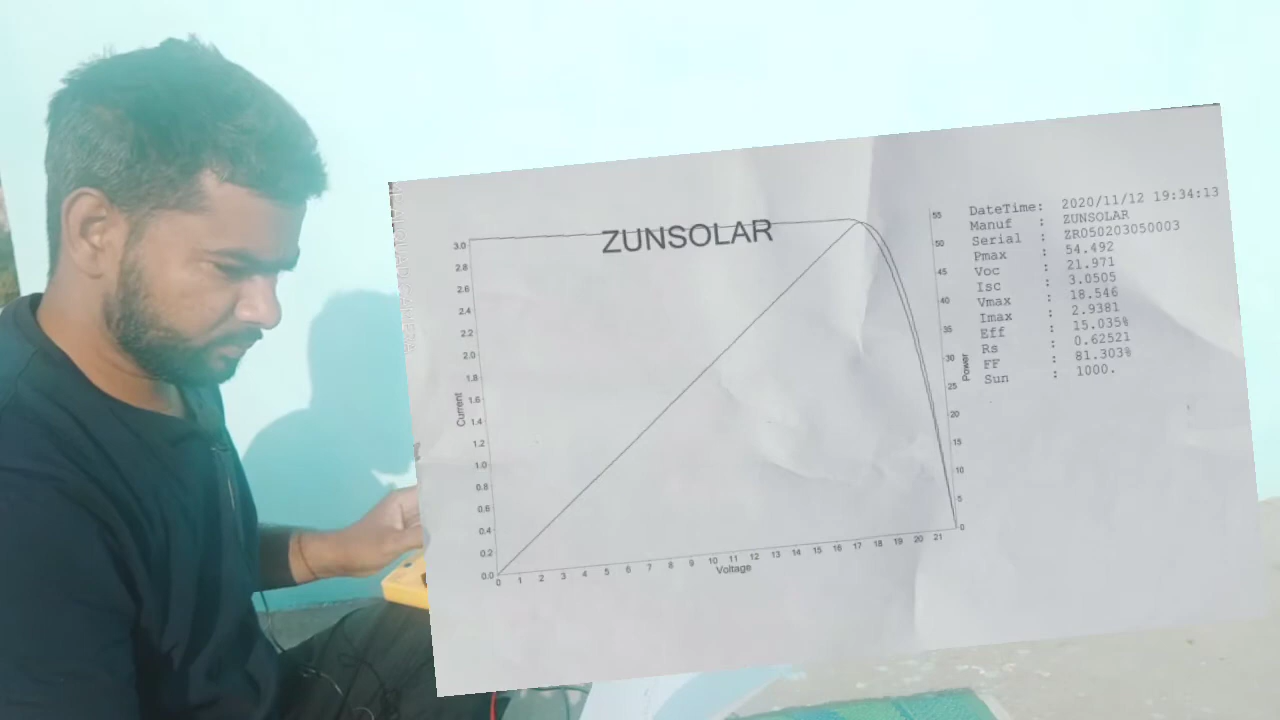 ZUNSOLAR
DateTime: 2020/11/12 19:34:13
Manuf : ZUNSOLAR
Serial : ZR050203050003
Pmax : 54.492
Voc : 21.971
Isc : 3.0505
Vmax : 18.546
Imax : 2.9381
Eff : 15.035%
Rs : 0.62521
FF : 81.303%
Sun : 1000.
3.0
2.8
2.6
2.4
2.2
2.0
1.8
1.6
1.4
1.2
1.0
0.8
0.6
0.4
0.2
0.0
Current
55
50
45
40
35
30
25
20
15
10
5
0
Power
0 1 2 3 4 5 6 7 8 9 10 11 12 13 14 15 16 17 18 19 20 21
Voltage